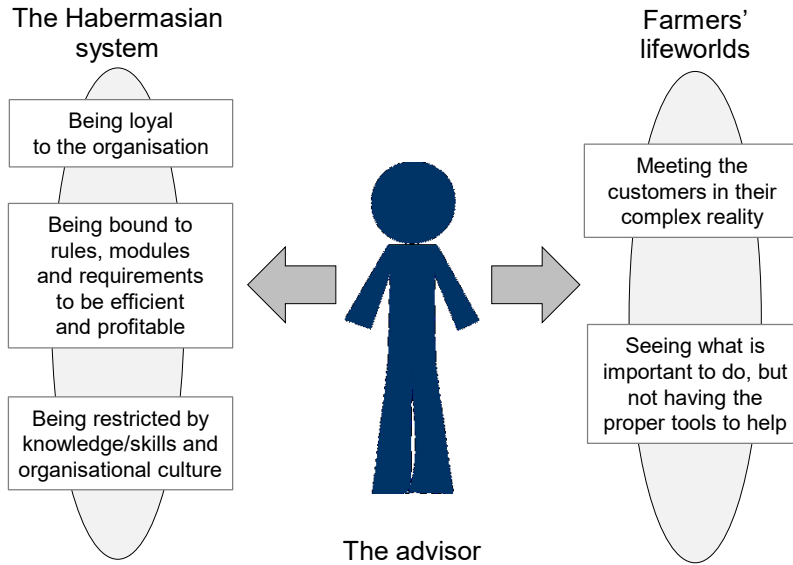 The Habermasian
system
Being loyal
to the organisation
Being bound to
rules, modules
and requirements
to be efficient
and profitable
Being restricted by
knowledge/skills and
organisational culture
The advisor
Farmers’
lifeworlds
Meeting the
customers in their
complex reality
Seeing what is
important to do, but
not having the
proper tools to help